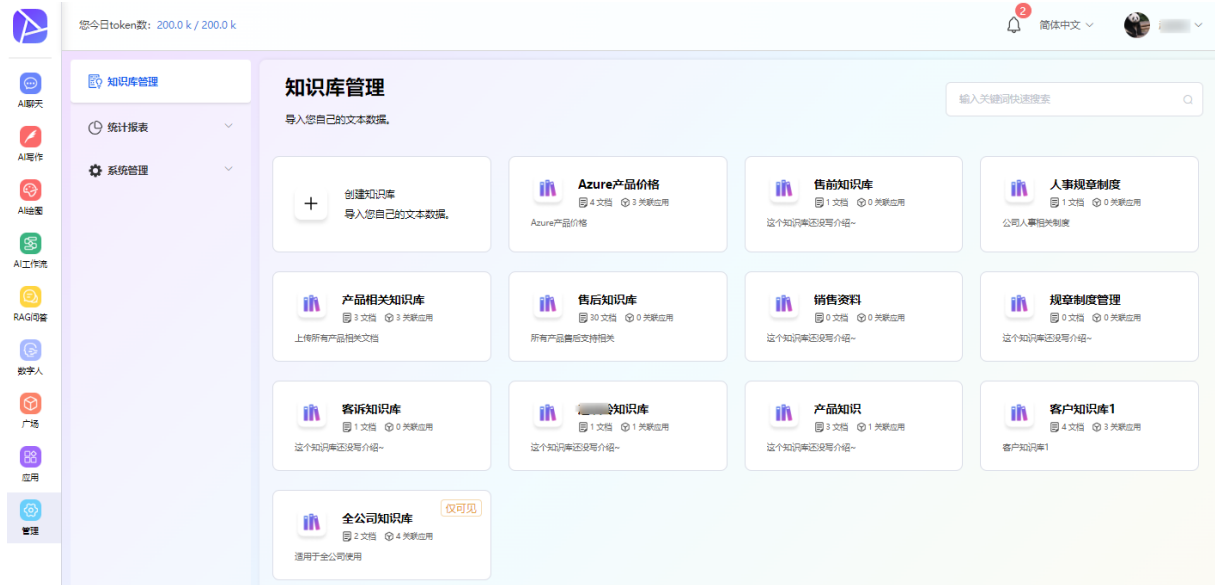 您今日token数: 200.0 k / 200.0 k
2
简体中文
AI聊天
AI写作
AI绘图
AI工作流
RAG问答
数字人
广场
应用
管理
知识库管理
统计报表
系统管理
知识库管理
导入您自己的文本数据。
输入关键词快速搜索
创建知识库
导入您自己的文本数据。
Azure产品价格
4 文档 3 关联应用
Azure产品价格
售前知识库
1 文档 0 关联应用
这个知识库还没写介绍~
人事规章制度
1 文档 0 关联应用
公司人事相关制度
产品相关知识库
3 文档 3 关联应用
上传所有产品相关文档
售后知识库
30 文档 0 关联应用
所有产品售后支持相关
销售资料
0 文档 0 关联应用
这个知识库还没写介绍~
规章制度管理
0 文档 0 关联应用
这个知识库还没写介绍~
客诉知识库
1 文档 0 关联应用
这个知识库还没写介绍~
知识库
1 文档 1 关联应用
这个知识库还没写介绍~
产品知识
3 文档 1 关联应用
这个知识库还没写介绍~
客户知识库1
4 文档 3 关联应用
客户知识库1
仅可见
全公司知识库
2 文档 4 关联应用
适用于全公司使用